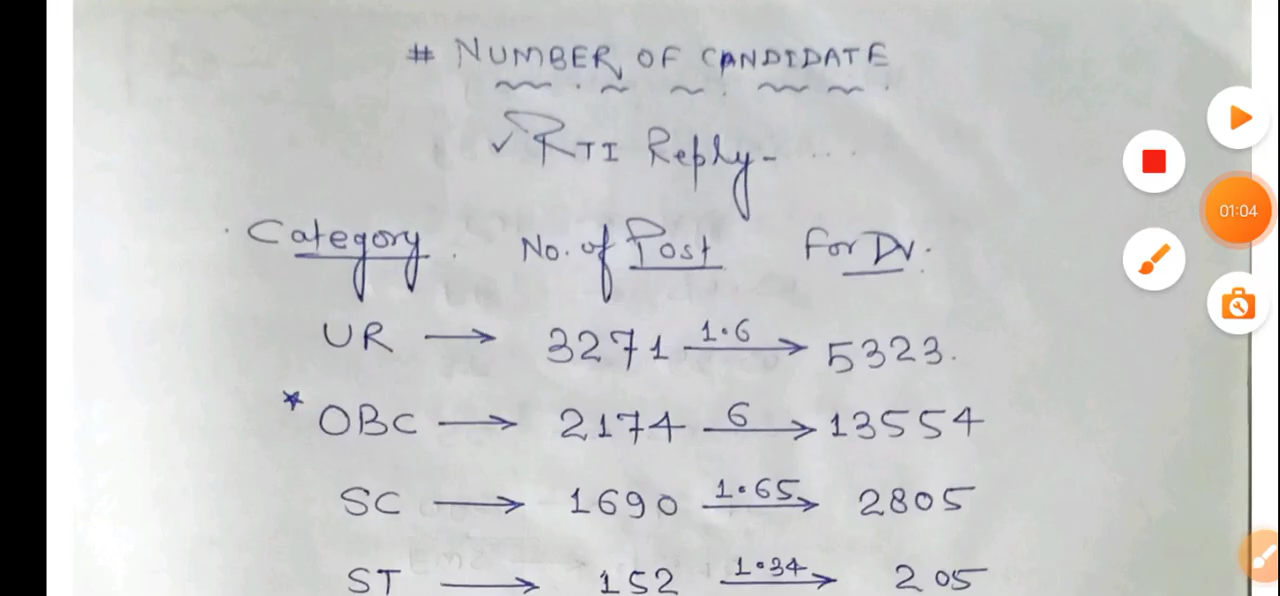 # NUMBER OF CANDIDATE
✓ RTI Reply-
Category No. of Post For DV.
UR → 3271 1.6 → 5323.
* OBC → 2174 6 → 13554
SC → 1690 1.65 → 2805
ST → 152 1.34 → 205
01:04